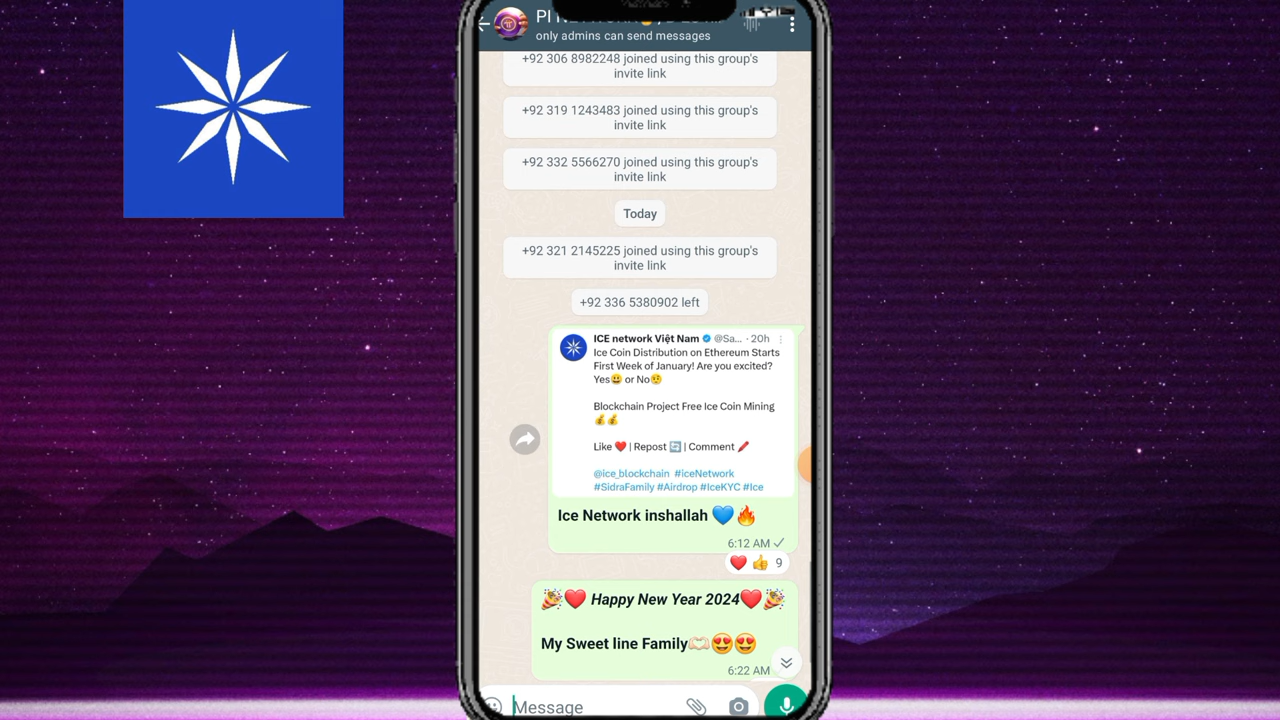 PI
only admins can send messages
+92 306 8982248 joined using this group's
invite link
+92 319 1243483 joined using this group's
invite link
+92 332 5566270 joined using this group's
invite link
Today
+92 321 2145225 joined using this group's
invite link
+92 336 5380902 left
ICE network Việt Nam @Sa... · 20h
Ice Coin Distribution on Ethereum Starts
First Week of January! Are you excited?
Yes😃 or No🤨
Blockchain Project Free Ice Coin Mining
💰💰
Like ❤️ | Repost 🔄 | Comment 🖍️
@ice_blockchain #iceNetwork
#SidraFamily #Airdrop #IceKYC #Ice
Ice Network inshallah 💙🔥
6:12 AM ✓
❤️ 👍 9
🎉❤️ Happy New Year 2024❤️🎉
My Sweet line Family🫶🏻😍😍
6:22 AM
Message